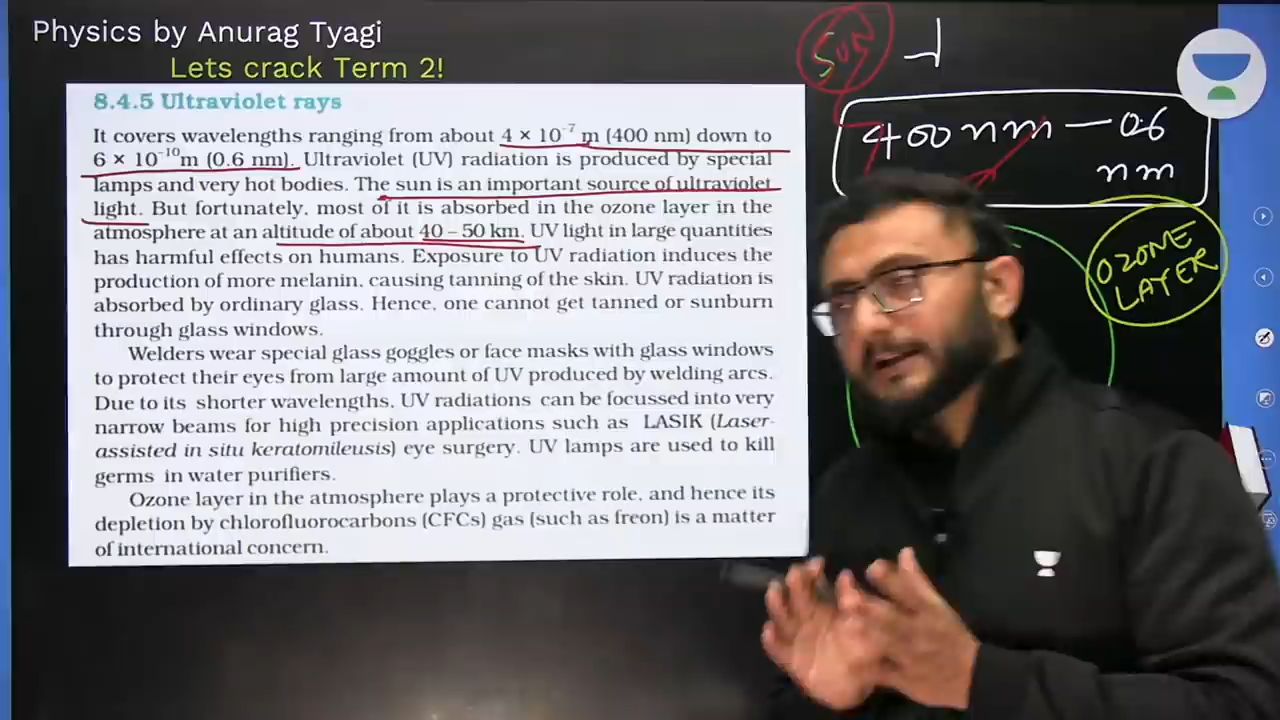 Physics by Anurag Tyagi
Lets crack Term 2!
8.4.5 Ultraviolet rays
It covers wavelengths ranging from about 4 × 10⁻⁷ m (400 nm) down to
6 × 10⁻¹⁰m (0.6 nm). Ultraviolet (UV) radiation is produced by special
lamps and very hot bodies. The sun is an important source of ultraviolet
light. But fortunately, most of it is absorbed in the ozone layer in the
atmosphere at an altitude of about 40 – 50 km. UV light in large quantities
has harmful effects on humans. Exposure to UV radiation induces the
production of more melanin, causing tanning of the skin. UV radiation is
absorbed by ordinary glass. Hence, one cannot get tanned or sunburn
through glass windows.
Welders wear special glass goggles or face masks with glass windows
to protect their eyes from large amount of UV produced by welding arcs.
Due to its shorter wavelengths, UV radiations can be focussed into very
narrow beams for high precision applications such as LASIK (Laser-
assisted in situ keratomileusis) eye surgery. UV lamps are used to kill
germs in water purifiers.
Ozone layer in the atmosphere plays a protective role, and hence its
depletion by chlorofluorocarbons (CFCs) gas (such as freon) is a matter
of international concern.
SUN
400 nm — 0.6
nm
OZONE
LAYER